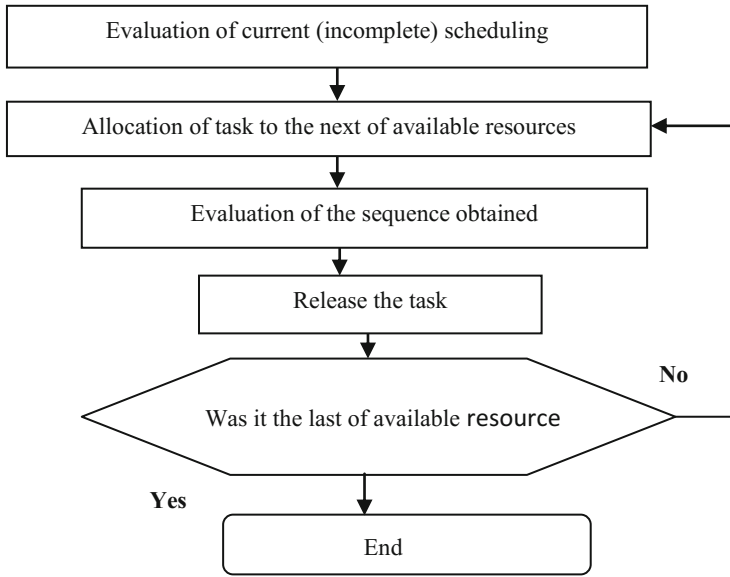 Evaluation of current (incomplete) scheduling
Allocation of task to the next of available resources
Evaluation of the sequence obtained
Release the task
No
Was it the last of available resource
Yes
End